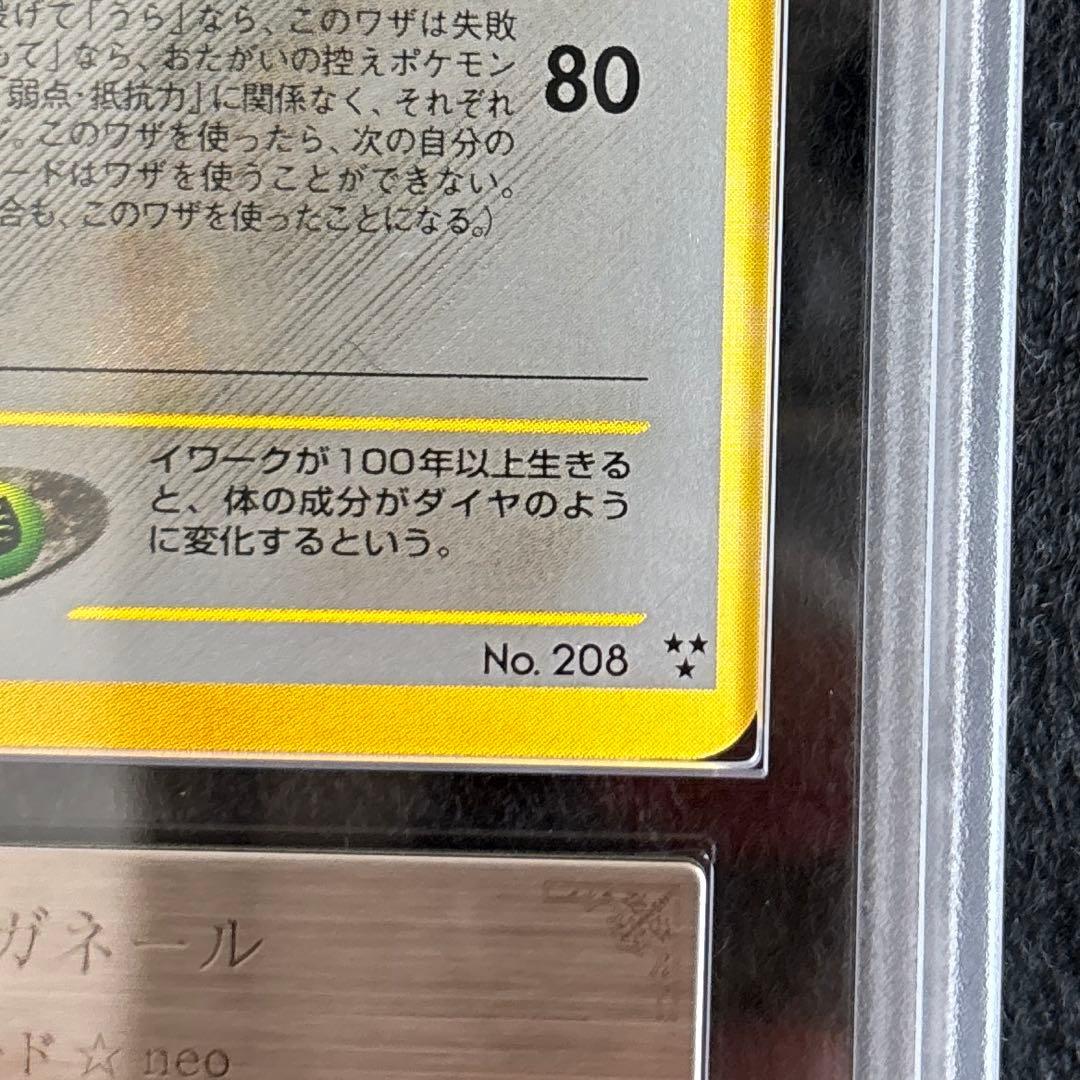 げて「うら」なら、このワザは失敗
て」なら、おたがいの控えポケモン
弱点・抵抗力」に関係なく、それぞれ
。このワザを使ったら、次の自分の
ードはワザを使うことができない。
合も、このワザを使ったことになる。）
80
イワークが100年以上生きる
と、体の成分がダイヤのよう
に変化するという。
No. 208 ★★★
ガネール
ド ☆ neo